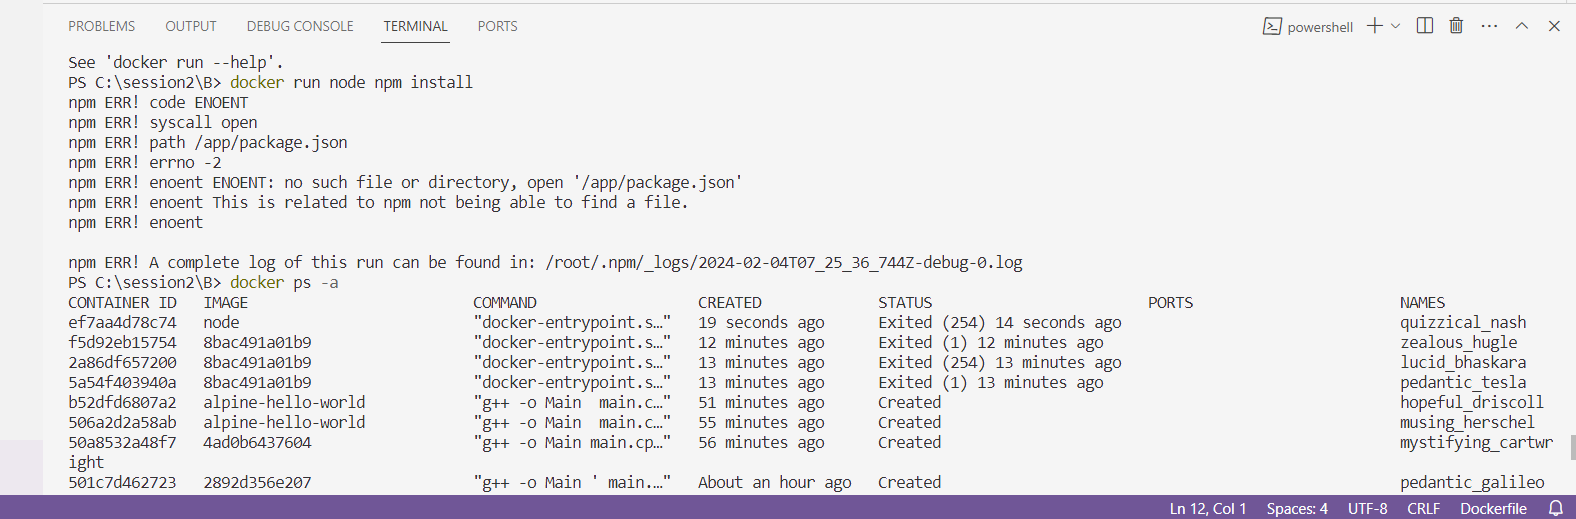 PROBLEMS OUTPUT DEBUG CONSOLE TERMINAL PORTS powershell
See 'docker run --help'.
PS C:\session2\B> docker run node npm install
npm ERR! code ENOENT
npm ERR! syscall open
npm ERR! path /app/package.json
npm ERR! errno -2
npm ERR! enoent ENOENT: no such file or directory, open '/app/package.json'
npm ERR! enoent This is related to npm not being able to find a file.
npm ERR! enoent
npm ERR! A complete log of this run can be found in: /root/.npm/_logs/2024-02-04T07_25_36_744Z-debug-0.log
PS C:\session2\B> docker ps -a
CONTAINER ID IMAGE COMMAND CREATED STATUS PORTS NAMES
ef7aa4d78c74 node "docker-entrypoint.s…" 19 seconds ago Exited (254) 14 seconds ago quizzical_nash
f5d92eb15754 8bac491a01b9 "docker-entrypoint.s…" 12 minutes ago Exited (1) 12 minutes ago zealous_hugle
2a86df657200 8bac491a01b9 "docker-entrypoint.s…" 13 minutes ago Exited (254) 13 minutes ago lucid_bhaskara
5a54f403940a 8bac491a01b9 "docker-entrypoint.s…" 13 minutes ago Exited (1) 13 minutes ago pedantic_tesla
b52dfd6807a2 alpine-hello-world "g++ -o Main  main.c…" 51 minutes ago Created hopeful_driscoll
506a2d2a58ab alpine-hello-world "g++ -o Main  main.c…" 55 minutes ago Created musing_herschel
50a8532a48f7 4ad0b6437604 "g++ -o Main main.cp…" 56 minutes ago Created mystifying_cartwr
ight
501c7d462723 2892d356e207 "g++ -o Main ' main.…" About an hour ago Created pedantic_galileo
Ln 12, Col 1 Spaces: 4 UTF-8 CRLF Dockerfile